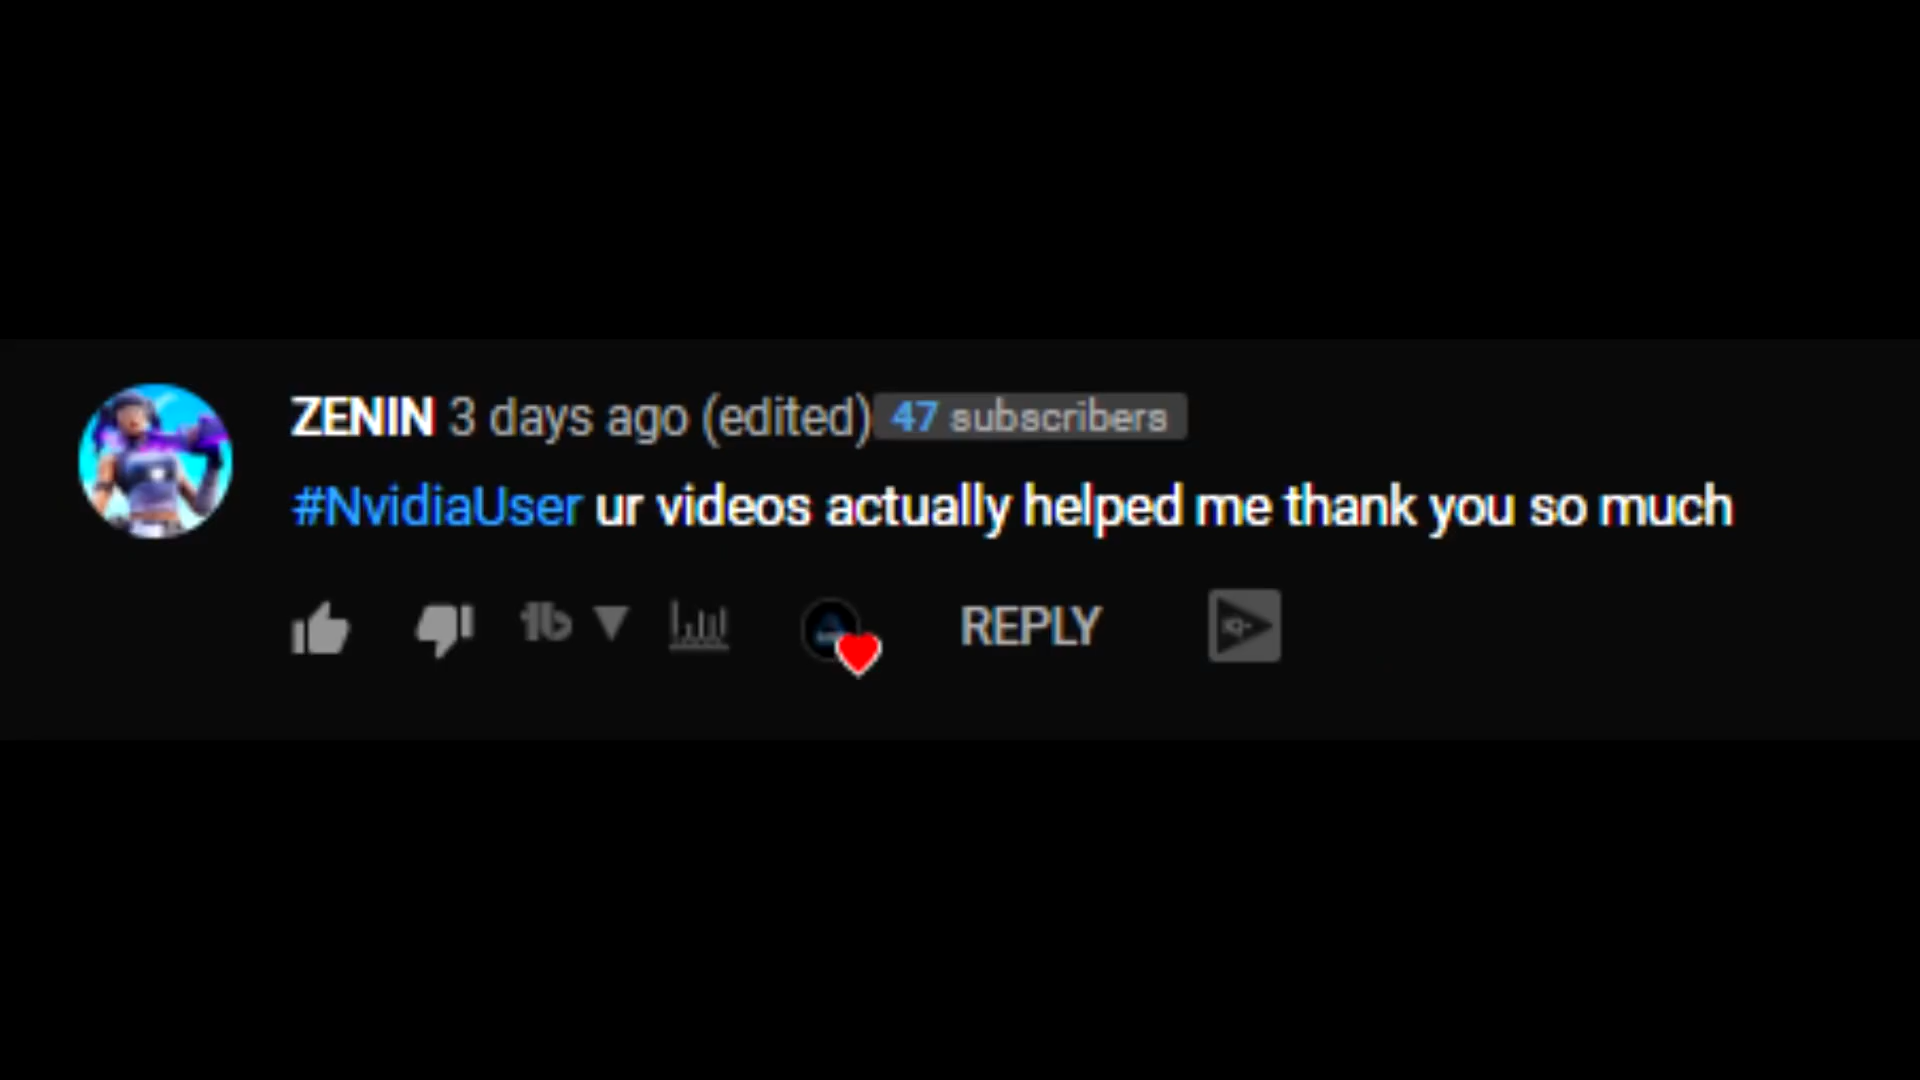 ZENIN 3 days ago (edited) 47 subscribers
#NvidiaUser ur videos actually helped me thank you so much
REPLY